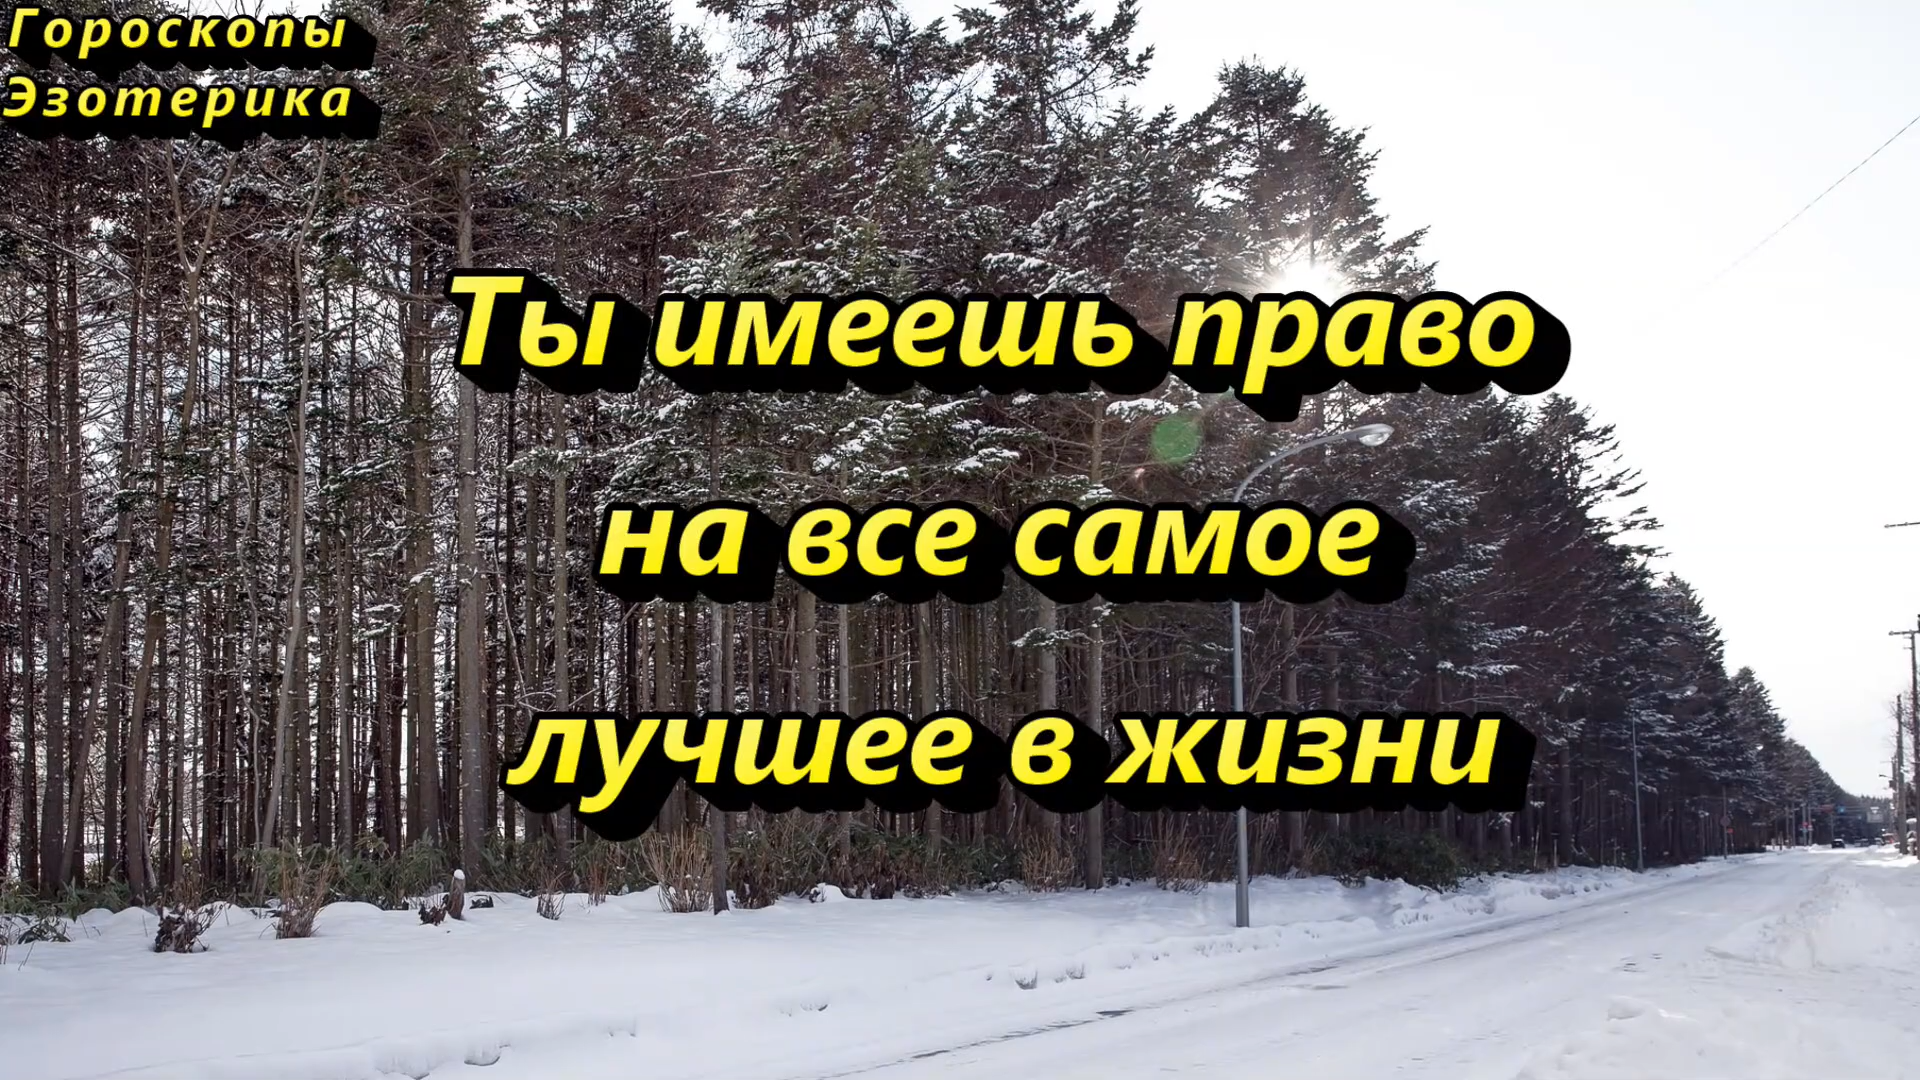 Гороскопы
Эзотерика
Ты имеешь право
на все самое
лучшее в жизни